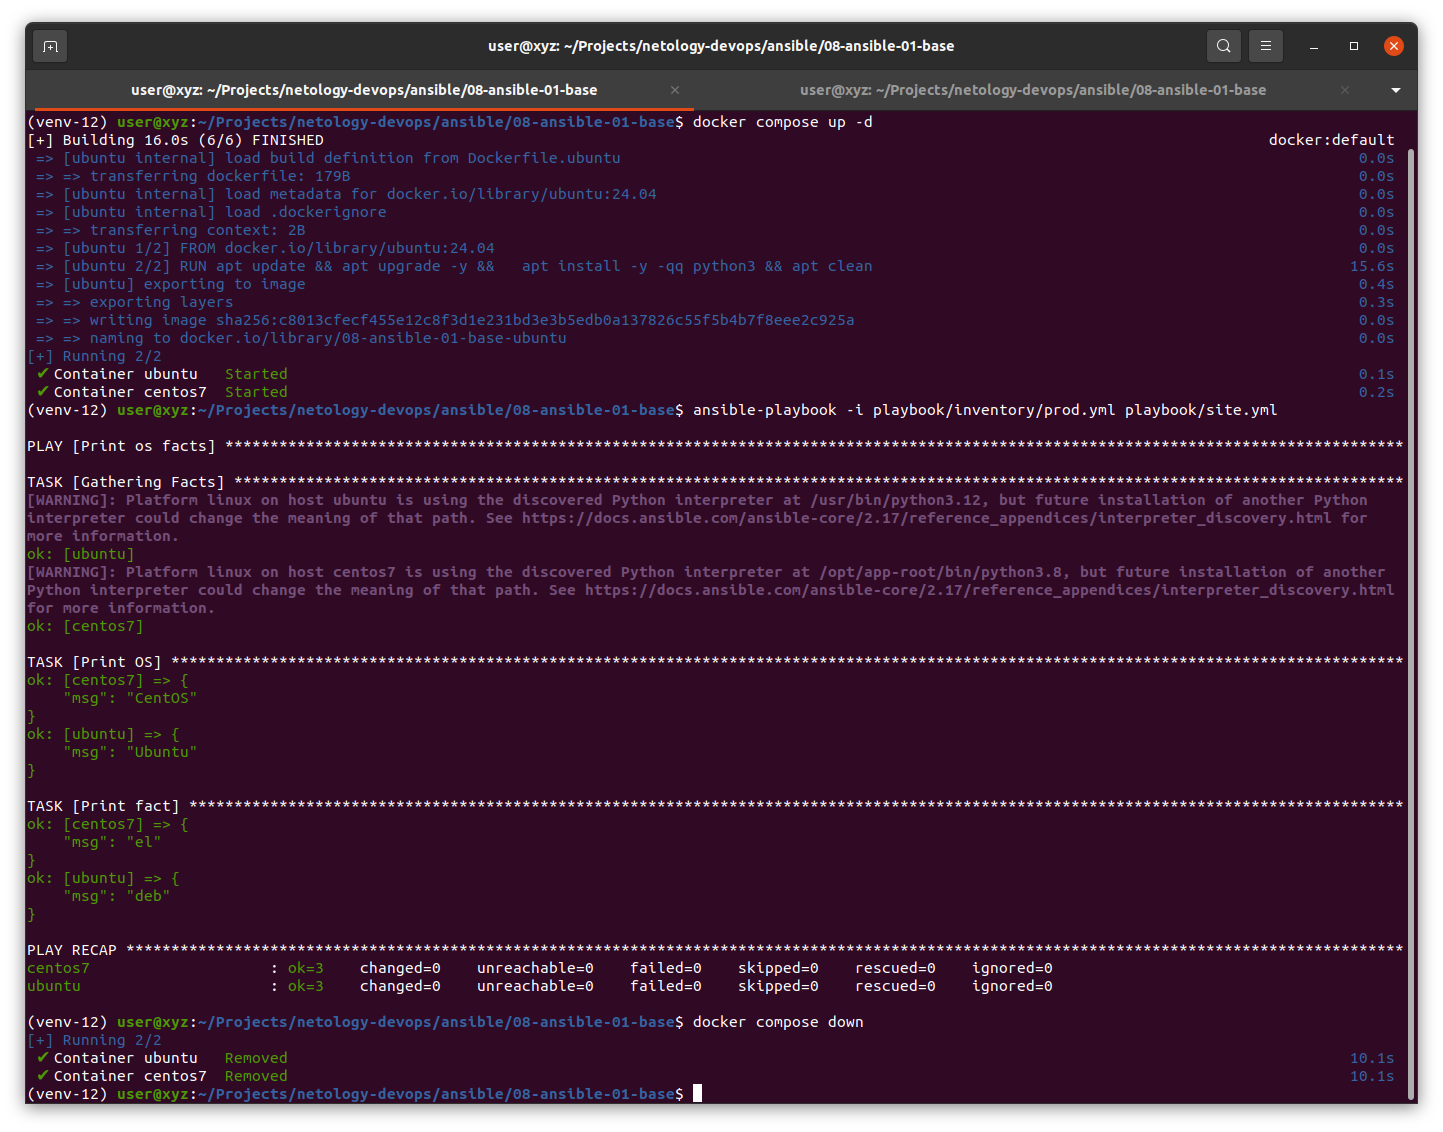 user@xyz: ~/Projects/netology-devops/ansible/08-ansible-01-base
user@xyz: ~/Projects/netology-devops/ansible/08-ansible-01-base × user@xyz: ~/Projects/netology-devops/ansible/08-ansible-01-base ×
(venv-12) user@xyz:~/Projects/netology-devops/ansible/08-ansible-01-base$ docker compose up -d
[+] Building 16.0s (6/6) FINISHED docker:default
=> [ubuntu internal] load build definition from Dockerfile.ubuntu 0.0s
=> => transferring dockerfile: 179B 0.0s
=> [ubuntu internal] load metadata for docker.io/library/ubuntu:24.04 0.0s
=> [ubuntu internal] load .dockerignore 0.0s
=> => transferring context: 2B 0.0s
=> [ubuntu 1/2] FROM docker.io/library/ubuntu:24.04 0.0s
=> [ubuntu 2/2] RUN apt update && apt upgrade -y &&   apt install -y -qq python3 && apt clean 15.6s
=> [ubuntu] exporting to image 0.4s
=> => exporting layers 0.3s
=> => writing image sha256:c8013cfecf455e12c8f3d1e231bd3e3b5edb0a137826c55f5b4b7f8eee2c925a 0.0s
=> => naming to docker.io/library/08-ansible-01-base-ubuntu 0.0s
[+] Running 2/2
✔ Container ubuntu   Started 0.1s
✔ Container centos7  Started 0.2s
(venv-12) user@xyz:~/Projects/netology-devops/ansible/08-ansible-01-base$ ansible-playbook -i playbook/inventory/prod.yml playbook/site.yml
PLAY [Print os facts] ***********************************************************************************************************************************
TASK [Gathering Facts] **********************************************************************************************************************************
[WARNING]: Platform linux on host ubuntu is using the discovered Python interpreter at /usr/bin/python3.12, but future installation of another Python
interpreter could change the meaning of that path. See https://docs.ansible.com/ansible-core/2.17/reference_appendices/interpreter_discovery.html for
more information.
ok: [ubuntu]
[WARNING]: Platform linux on host centos7 is using the discovered Python interpreter at /opt/app-root/bin/python3.8, but future installation of another
Python interpreter could change the meaning of that path. See https://docs.ansible.com/ansible-core/2.17/reference_appendices/interpreter_discovery.html
for more information.
ok: [centos7]
TASK [Print OS] *****************************************************************************************************************************************
ok: [centos7] => {
    "msg": "CentOS"
}
ok: [ubuntu] => {
    "msg": "Ubuntu"
}
TASK [Print fact] ***************************************************************************************************************************************
ok: [centos7] => {
    "msg": "el"
}
ok: [ubuntu] => {
    "msg": "deb"
}
PLAY RECAP **********************************************************************************************************************************************
centos7                    : ok=3    changed=0    unreachable=0    failed=0    skipped=0    rescued=0    ignored=0
ubuntu                     : ok=3    changed=0    unreachable=0    failed=0    skipped=0    rescued=0    ignored=0
(venv-12) user@xyz:~/Projects/netology-devops/ansible/08-ansible-01-base$ docker compose down
[+] Running 2/2
✔ Container ubuntu   Removed 10.1s
✔ Container centos7  Removed 10.1s
(venv-12) user@xyz:~/Projects/netology-devops/ansible/08-ansible-01-base$